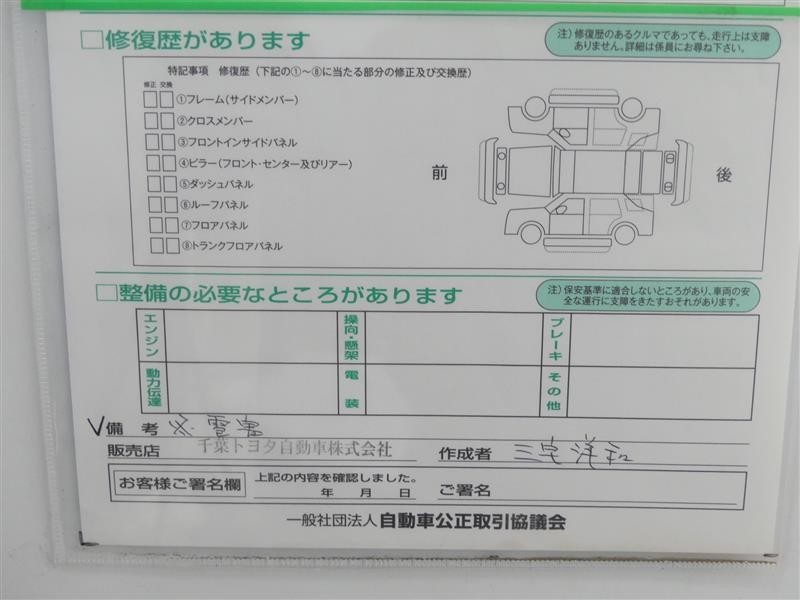 □修復歴があります
注）修復歴のあるクルマであっても、走行上は支障
ありません。詳細は係員にお尋ね下さい。
特記事項 修復歴（下記の①〜⑧に当たる部分の修正及び交換歴）
修正 交換
□□①フレーム(サイドメンバー)
□□②クロスメンバー
□□③フロントインサイドパネル
□□④ピラー(フロント・センター及びリアー)
□□⑤ダッシュパネル
□□⑥ルーフパネル
□□⑦フロアパネル
□□⑧トランクフロアパネル
前
後
□整備の必要なところがあります
注）保安基準に適合しないところがあり、車両の安
全な運行に支障をきたすおそれがあります。
エンジン
操向・懸架
ブレーキ
動力伝達
電装
その他
V備考
販売店 千葉トヨタ自動車株式会社 作成者 三宅洋和
お客様ご署名欄 上記の内容を確認しました。
年 月 日 ご署名
一般社団法人 自動車公正取引協議会